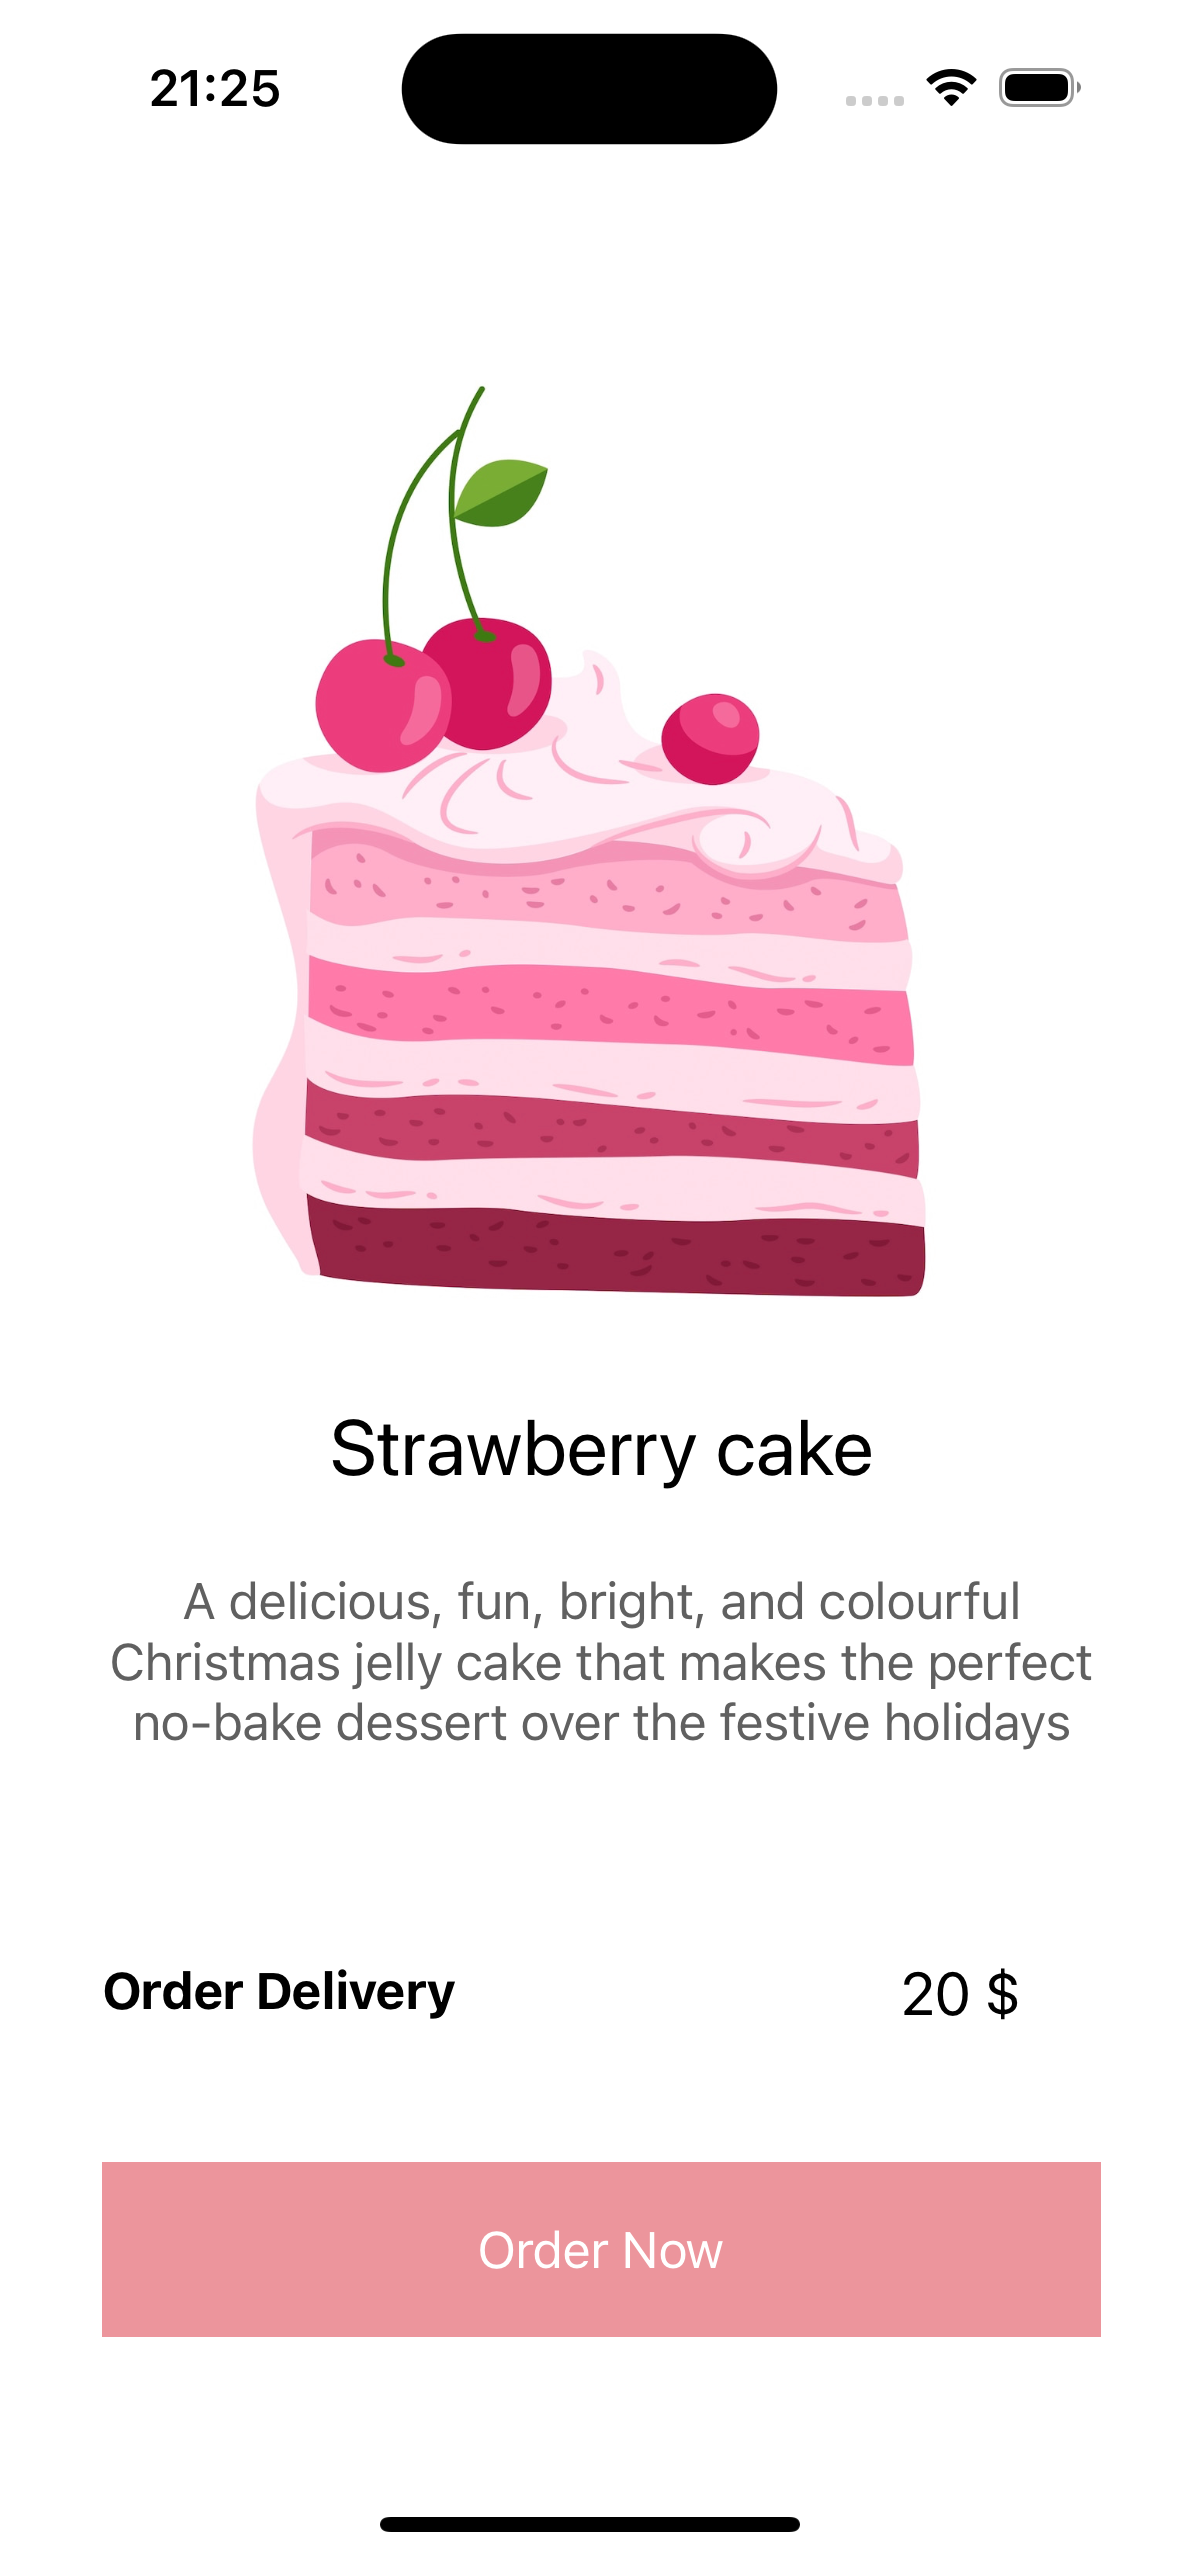 21:25
Strawberry cake
A delicious, fun, bright, and colourful
Christmas jelly cake that makes the perfect
no-bake dessert over the festive holidays
Order Delivery
20 $
Order Now